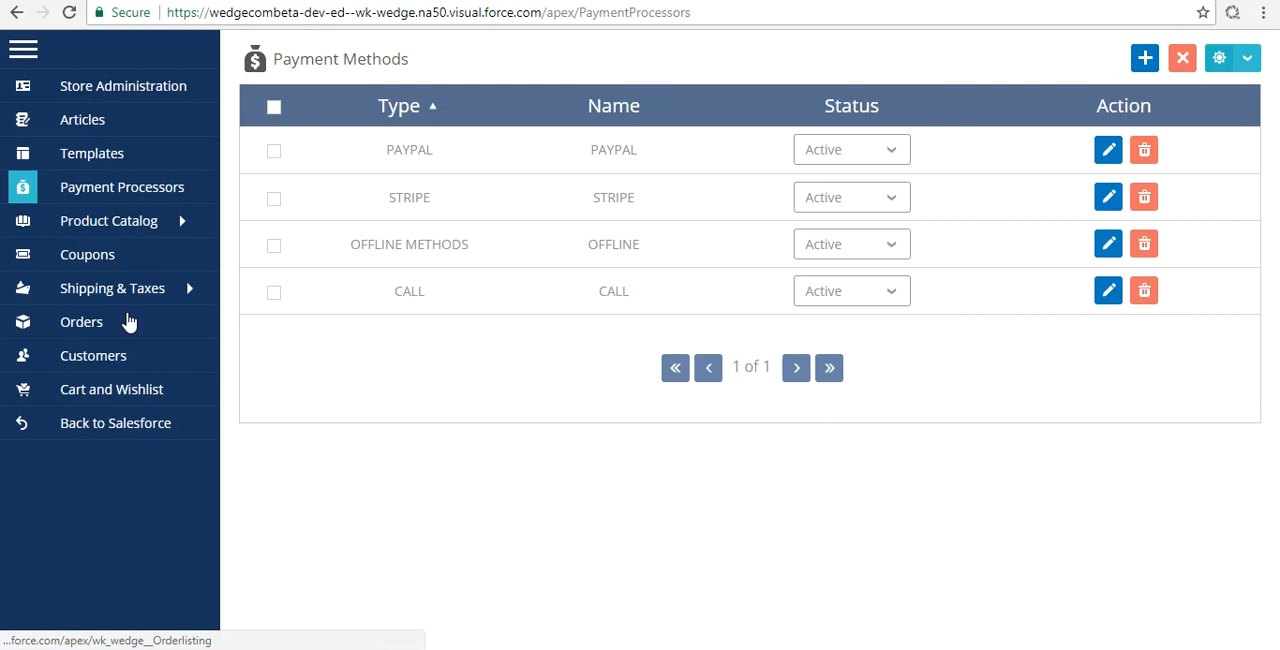 Secure https://wedgecombeta-dev-ed--wk-wedge.na50.visual.force.com/apex/PaymentProcessors
Store Administration
Articles
Templates
Payment Processors
Product Catalog
Coupons
Shipping & Taxes
Orders
Customers
Cart and Wishlist
Back to Salesforce
Payment Methods
Type Name Status Action
PAYPAL PAYPAL Active
STRIPE STRIPE Active
OFFLINE METHODS OFFLINE Active
CALL CALL Active
« ‹ 1 of 1 › »
...force.com/apex/wk_wedge__Orderlisting